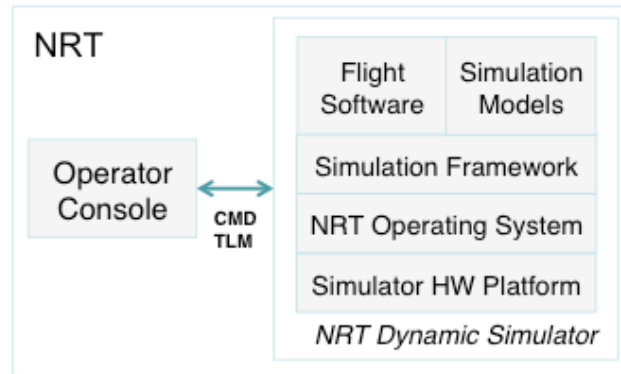 NRT
Operator
Console
CMD
TLM
Flight
Software
Simulation
Models
Simulation Framework
NRT Operating System
Simulator HW Platform
NRT Dynamic Simulator